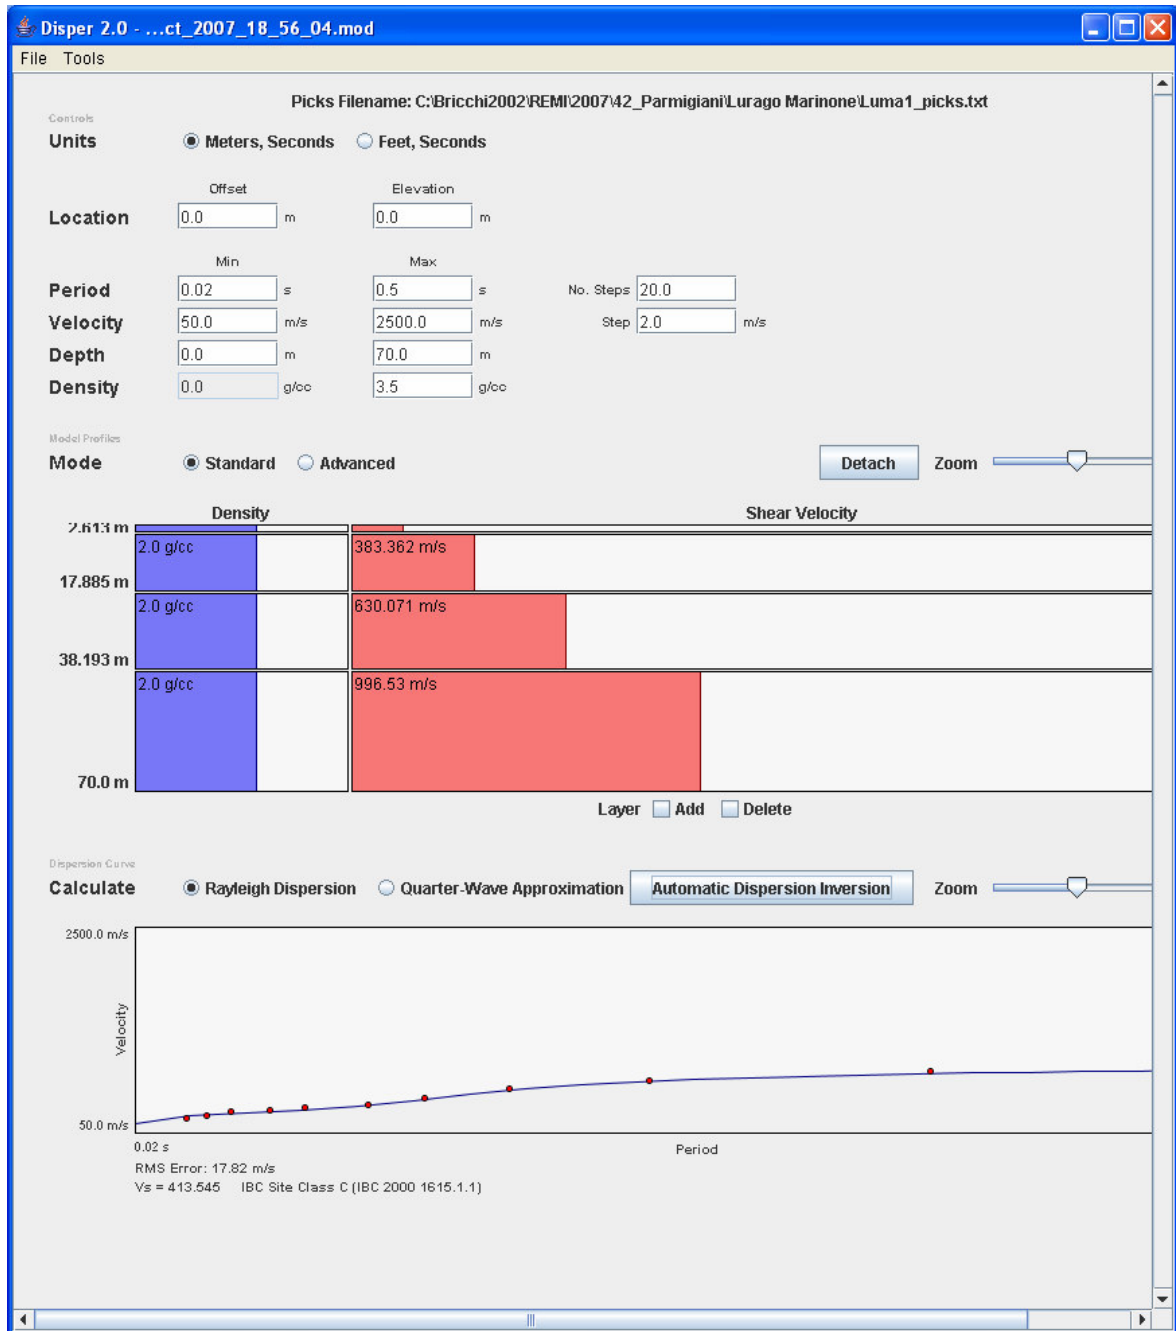 Disper 2.0 - ...ct_2007_18_56_04.mod
File Tools
Picks Filename: C:\Bricchi2002\REMI\2007\42_Parmigiani\Lurago Marinone\Luma1_picks.txt
Controls
Units Meters, Seconds Feet, Seconds
Offset Elevation
Location 0.0 m 0.0 m
Min Max
Period 0.02 s 0.5 s No. Steps 20.0
Velocity 50.0 m/s 2500.0 m/s Step 2.0 m/s
Depth 0.0 m 70.0 m
Density 0.0 g/cc 3.5 g/cc
Model Profiles
Mode Standard Advanced Detach Zoom
Density Shear Velocity
2.613 m
2.0 g/cc 383.362 m/s
17.885 m
2.0 g/cc 630.071 m/s
38.193 m
2.0 g/cc 996.53 m/s
70.0 m
Layer Add Delete
Dispersion Curve
Calculate Rayleigh Dispersion Quarter-Wave Approximation Automatic Dispersion Inversion Zoom
2500.0 m/s
Velocity
50.0 m/s
0.02 s Period
RMS Error: 17.82 m/s
Vs = 413.545 IBC Site Class C (IBC 2000 1615.1.1)